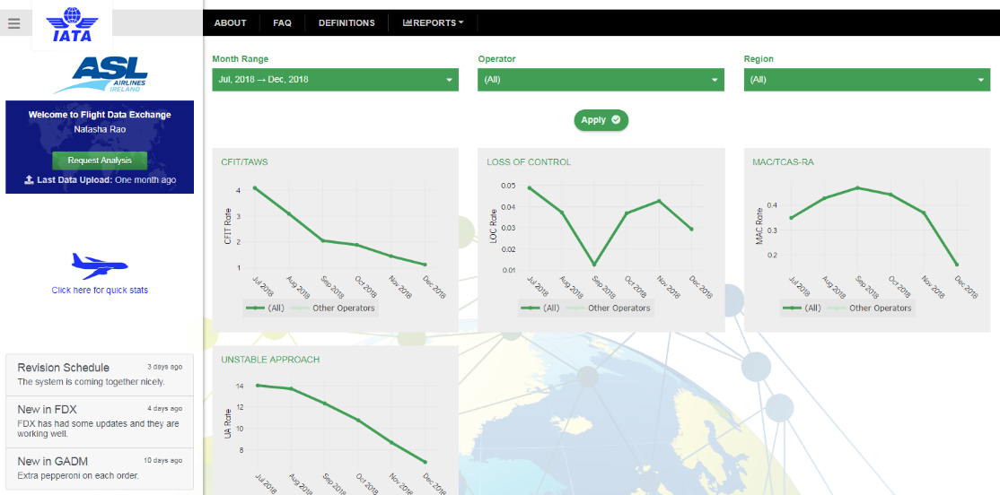 IATA
ABOUT
FAQ
DEFINITIONS
REPORTS
ASL
AIRLINES
IRELAND
Welcome to Flight Data Exchange
Natasha Rao
Request Analysis
Last Data Upload: One month ago
Click here for quick stats
Revision Schedule 3 days ago
The system is coming together nicely.
New in FDX 4 days ago
FDX has had some updates and they are
working well.
New in GADM 10 days ago
Extra pepperoni on each order.
Month Range
Jul, 2018 → Dec, 2018
Operator
(All)
Region
(All)
Apply
CFIT/TAWS
CFIT Rate
4
3
2
1
Jul 2018
Aug 2018
Sep 2018
Oct 2018
Nov 2018
Dec 2018
(All) Other Operators
LOSS OF CONTROL
LOC Rate
0.05
0.04
0.03
0.02
0.01
Jul 2018
Aug 2018
Sep 2018
Oct 2018
Nov 2018
Dec 2018
(All) Other Operators
MAC/TCAS-RA
MAC Rate
0.4
0.3
0.2
Jul 2018
Aug 2018
Sep 2018
Oct 2018
Nov 2018
Dec 2018
(All) Other Operators
UNSTABLE APPROACH
UA Rate
14
12
10
8
Jul 2018
Aug 2018
Sep 2018
Oct 2018
Nov 2018
Dec 2018